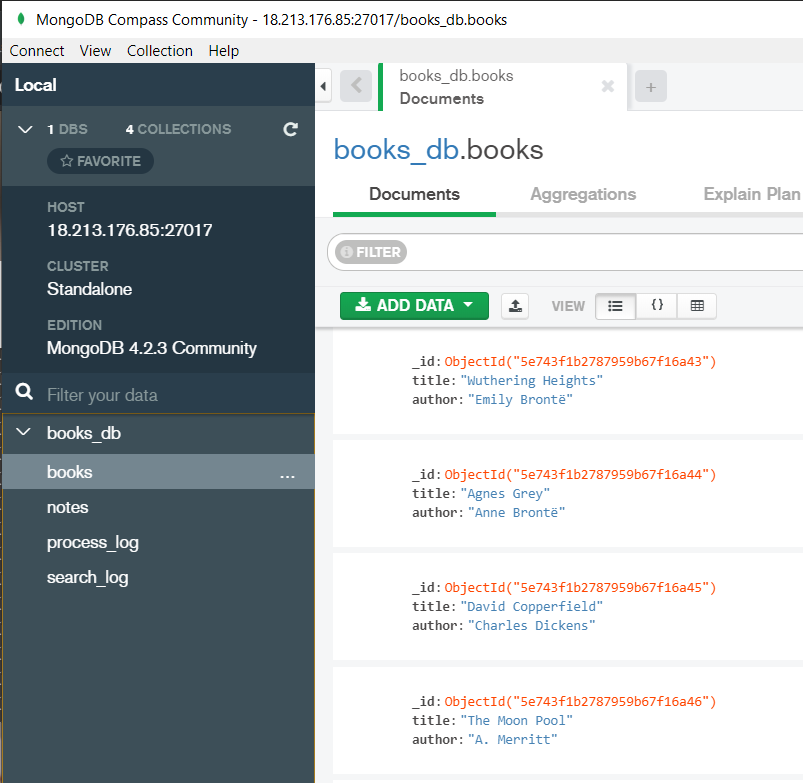 MongoDB Compass Community - 18.213.176.85:27017/books_db.books
Connect View Collection Help
Local
1 DBS 4 COLLECTIONS
FAVORITE
HOST
18.213.176.85:27017
CLUSTER
Standalone
EDITION
MongoDB 4.2.3 Community
Filter your data
books_db
books ...
notes
process_log
search_log
books_db.books
Documents
+
books_db.books
Documents Aggregations Explain Plan
FILTER
ADD DATA VIEW {}
_id: ObjectId("5e743f1b2787959b67f16a43")
title: "Wuthering Heights"
author: "Emily Brontë"
_id: ObjectId("5e743f1b2787959b67f16a44")
title: "Agnes Grey"
author: "Anne Brontë"
_id: ObjectId("5e743f1b2787959b67f16a45")
title: "David Copperfield"
author: "Charles Dickens"
_id: ObjectId("5e743f1b2787959b67f16a46")
title: "The Moon Pool"
author: "A. Merritt"